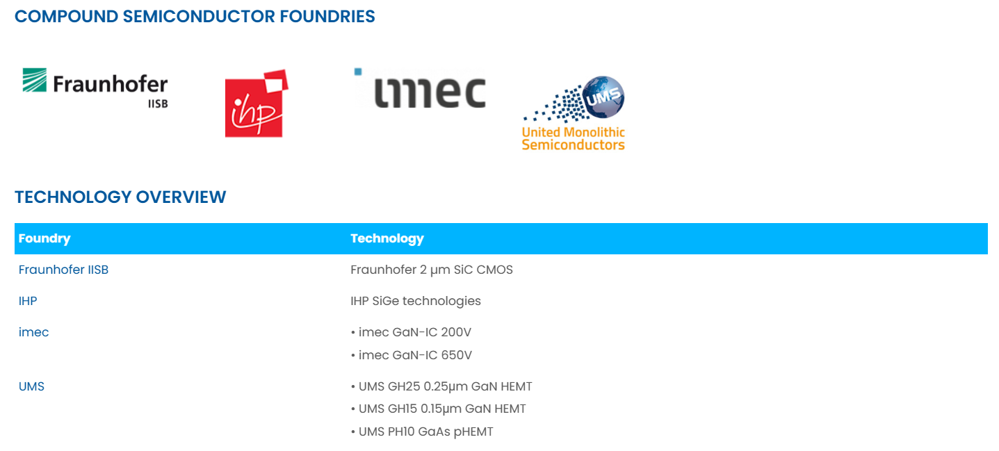 COMPOUND SEMICONDUCTOR FOUNDRIES
Fraunhofer
IISB
ihp
imec
UMS
United Monolithic
Semiconductors
TECHNOLOGY OVERVIEW
Foundry Technology
Fraunhofer IISB Fraunhofer 2 µm SiC CMOS
IHP IHP SiGe technologies
imec • imec GaN-IC 200V
• imec GaN-IC 650V
UMS • UMS GH25 0.25µm GaN HEMT
• UMS GH15 0.15µm GaN HEMT
• UMS PH10 GaAs pHEMT